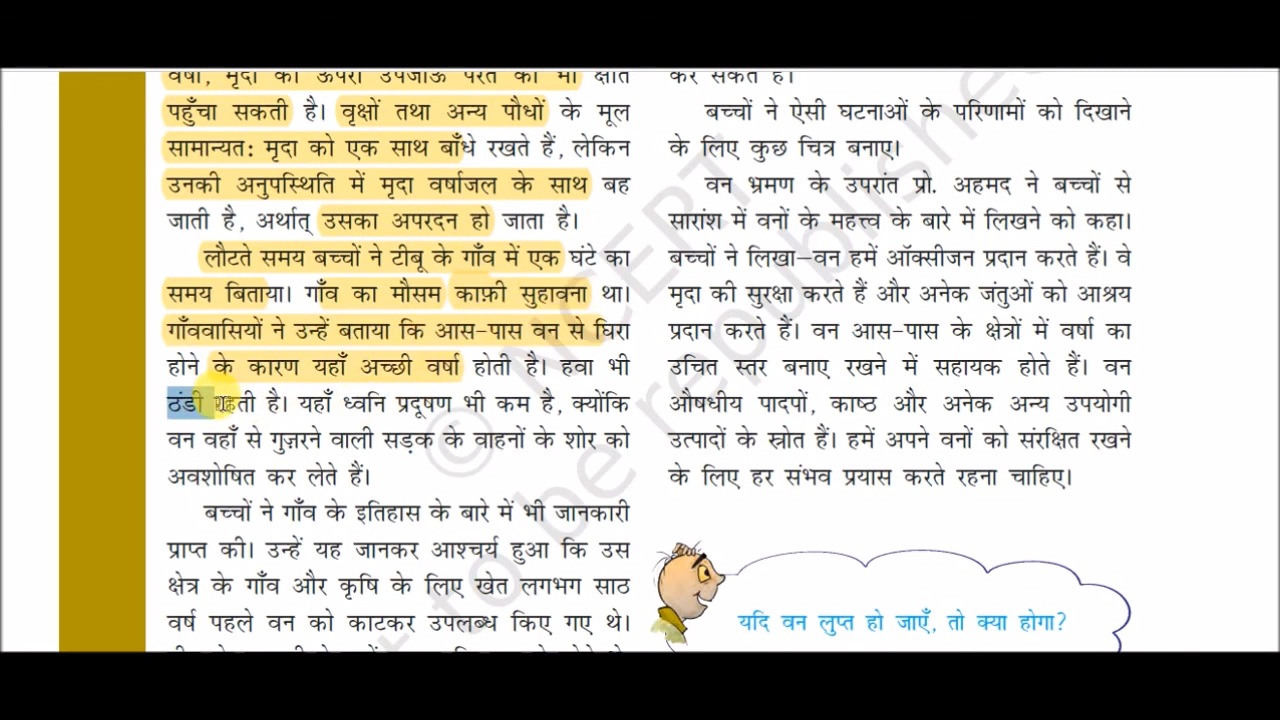 वर्षा, मृदा की ऊपरी उपजाऊ परत को भी क्षति
पहुँचा सकती है। वृक्षों तथा अन्य पौधों के मूल
सामान्यत: मृदा को एक साथ बाँधे रखते हैं, लेकिन
उनकी अनुपस्थिति में मृदा वर्षाजल के साथ बह
जाती है, अर्थात् उसका अपरदन हो जाता है।
लौटते समय बच्चों ने टीबू के गाँव में एक घंटे का
समय बिताया। गाँव का मौसम काफ़ी सुहावना था।
गाँववासियों ने उन्हें बताया कि आस-पास वन से घिरा
होने के कारण यहाँ अच्छी वर्षा होती है। हवा भी
ठंडी रहती है। यहाँ ध्वनि प्रदूषण भी कम है, क्योंकि
वन वहाँ से गुज़रने वाली सड़क के वाहनों के शोर को
अवशोषित कर लेते हैं।
बच्चों ने गाँव के इतिहास के बारे में भी जानकारी
प्राप्त की। उन्हें यह जानकर आश्चर्य हुआ कि उस
क्षेत्र के गाँव और कृषि के लिए खेत लगभग साठ
वर्ष पहले वन को काटकर उपलब्ध किए गए थे।
कर सकते हैं।
बच्चों ने ऐसी घटनाओं के परिणामों को दिखाने
के लिए कुछ चित्र बनाए।
वन भ्रमण के उपरांत प्रो. अहमद ने बच्चों से
सारांश में वनों के महत्त्व के बारे में लिखने को कहा।
बच्चों ने लिखा—वन हमें ऑक्सीजन प्रदान करते हैं। वे
मृदा की सुरक्षा करते हैं और अनेक जंतुओं को आश्रय
प्रदान करते हैं। वन आस-पास के क्षेत्रों में वर्षा का
उचित स्तर बनाए रखने में सहायक होते हैं। वन
औषधीय पादपों, काष्ठ और अनेक अन्य उपयोगी
उत्पादों के स्त्रोत हैं। हमें अपने वनों को संरक्षित रखने
के लिए हर संभव प्रयास करते रहना चाहिए।
यदि वन लुप्त हो जाएँ, तो क्या होगा?
© NCERT
not to be republished